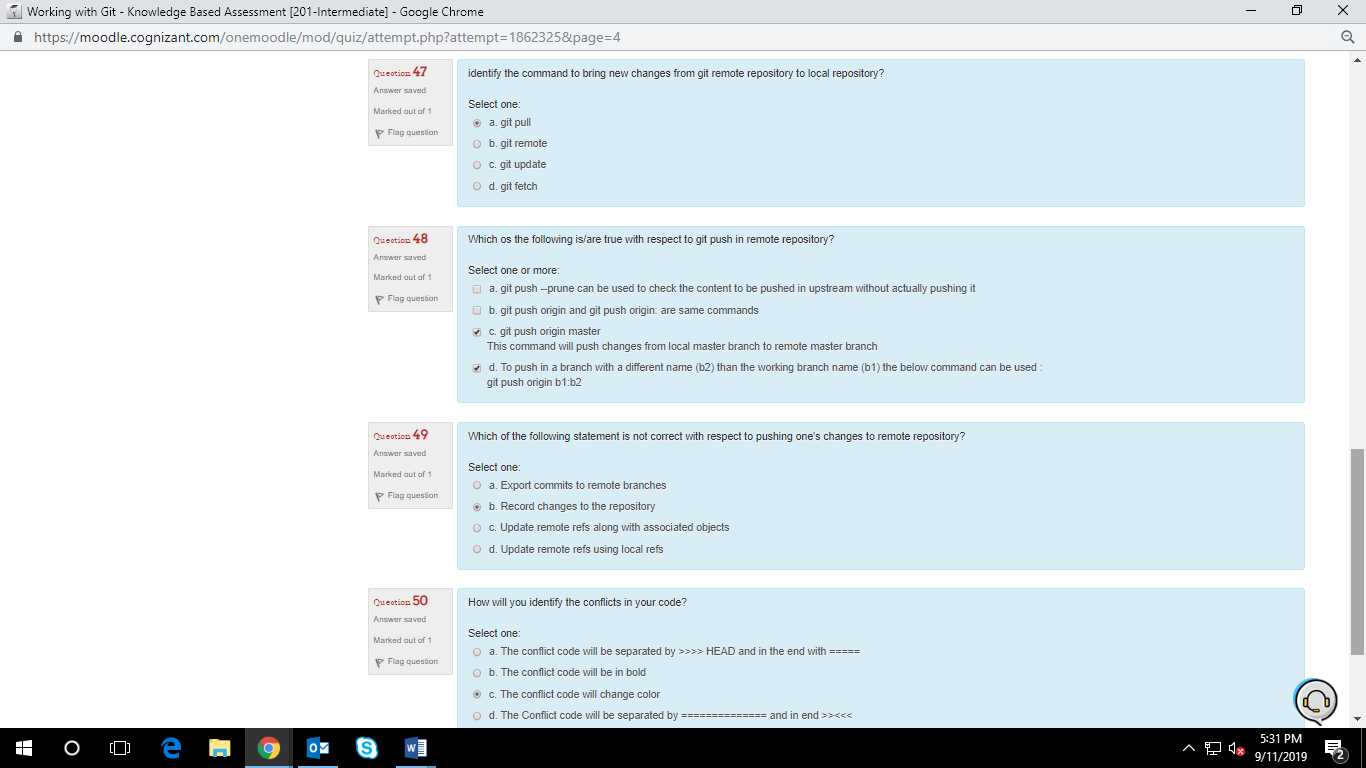 Working with Git - Knowledge Based Assessment [201-Intermediate] - Google Chrome
https://moodle.cognizant.com/onemoodle/mod/quiz/attempt.php?attempt=1862325&page=4
Question 47
Answer saved
Marked out of 1
Flag question
identify the command to bring new changes from git remote repository to local repository?
Select one:
a. git pull
b. git remote
c. git update
d. git fetch
Question 48
Answer saved
Marked out of 1
Flag question
Which os the following is/are true with respect to git push in remote repository?
Select one or more:
a. git push --prune can be used to check the content to be pushed in upstream without actually pushing it
b. git push origin and git push origin: are same commands
c. git push origin master
This command will push changes from local master branch to remote master branch
d. To push in a branch with a different name (b2) than the working branch name (b1) the below command can be used :
git push origin b1:b2
Question 49
Answer saved
Marked out of 1
Flag question
Which of the following statement is not correct with respect to pushing one's changes to remote repository?
Select one:
a. Export commits to remote branches
b. Record changes to the repository
c. Update remote refs along with associated objects
d. Update remote refs using local refs
Question 50
Answer saved
Marked out of 1
Flag question
How will you identify the conflicts in your code?
Select one:
a. The conflict code will be separated by >>>> HEAD and in the end with =====
b. The conflict code will be in bold
c. The conflict code will change color
d. The Conflict code will be separated by ============== and in end >><<<
5:31 PM
9/11/2019
2